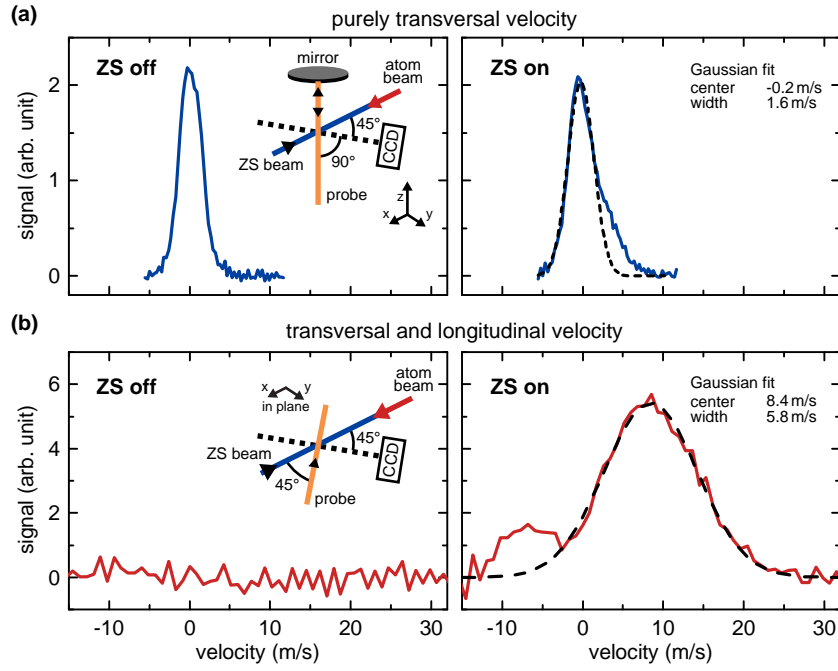 (a)
purely transversal velocity
signal (arb. unit)
2
1
0
ZS off
mirror
atom
beam
45°
CCD
90°
ZS beam
probe
z
x
y
ZS on
Gaussian fit
center -0.2 m/s
width 1.6 m/s
(b)
transversal and longitudinal velocity
signal (arb. unit)
6
4
2
0
ZS off
x
y
in plane
atom
beam
45°
CCD
ZS beam
45°
probe
-10 0 10 20 30
velocity (m/s)
ZS on
Gaussian fit
center 8.4 m/s
width 5.8 m/s
-10 0 10 20 30
velocity (m/s)